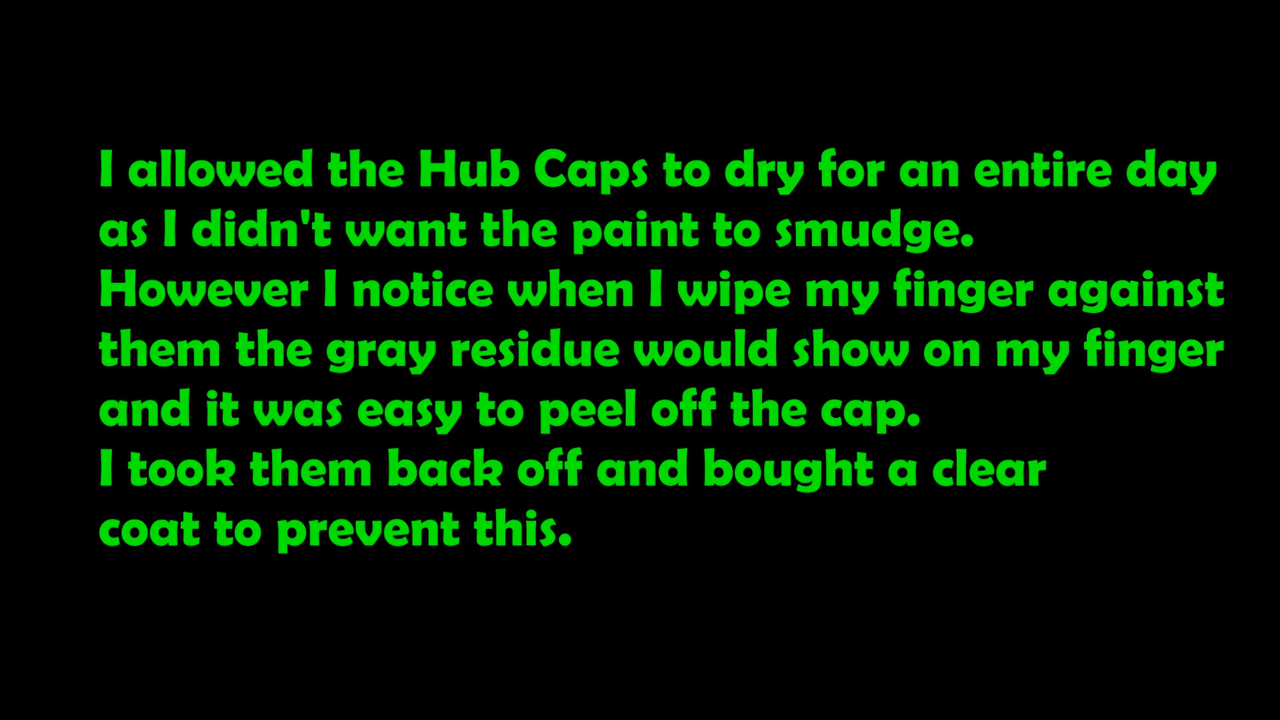 I allowed the Hub Caps to dry for an entire day
as I didn't want the paint to smudge.
However I notice when I wipe my finger against
them the gray residue would show on my finger
and it was easy to peel off the cap.
I took them back off and bought a clear
coat to prevent this.